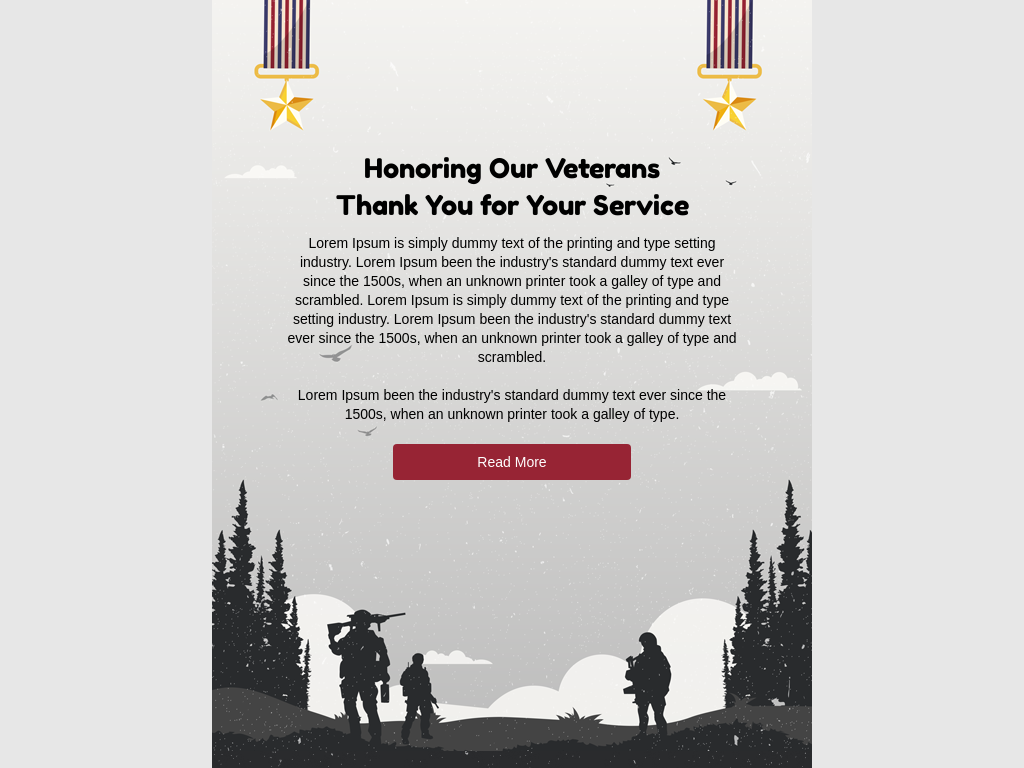 Honoring Our Veterans
Thank You for Your Service
Lorem Ipsum is simply dummy text of the printing and type setting
industry. Lorem Ipsum been the industry's standard dummy text ever
since the 1500s, when an unknown printer took a galley of type and
scrambled. Lorem Ipsum is simply dummy text of the printing and type
setting industry. Lorem Ipsum been the industry's standard dummy text
ever since the 1500s, when an unknown printer took a galley of type and
scrambled.
Lorem Ipsum been the industry's standard dummy text ever since the
1500s, when an unknown printer took a galley of type.
Read More